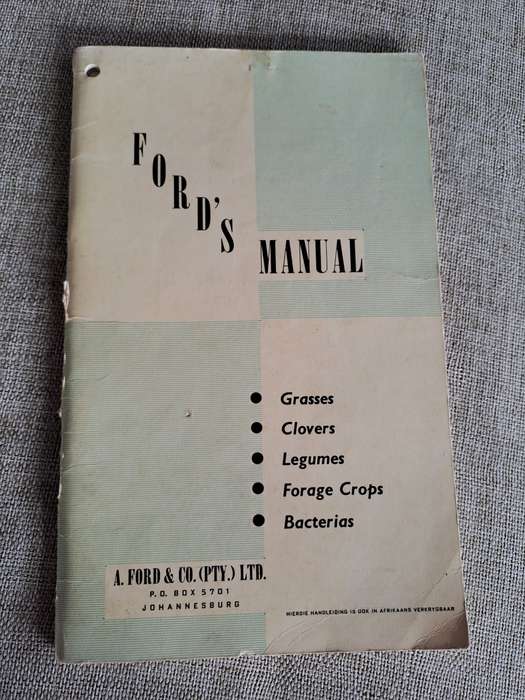 FORD'S
MANUAL
Grasses
Clovers
Legumes
Forage Crops
Bacterias
A. FORD & CO. (PTY.) LTD.
P.O. BOX 5701
JOHANNESBURG
HIERDIE HANDLEIDING IS OOK IN AFRIKAANS VERKRYGBAAR